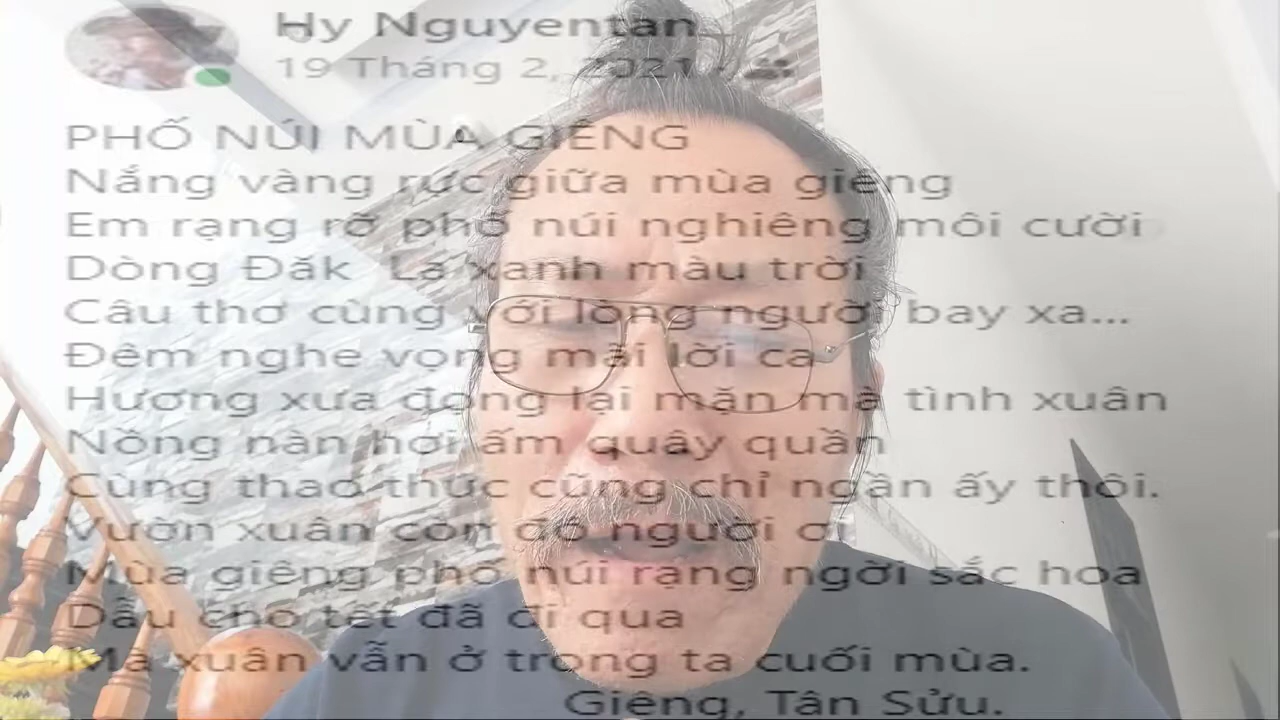 Hy Nguyentan
19 Tháng 2, 2021
PHỐ NÚI MÙA GIÊNG
Nắng vàng rực giữa mùa giêng
Em rạng rỡ phố núi nghiêng môi cười
Dòng Đăk La xanh màu trời
Câu thơ cùng với lòng người bay xa...
Đêm nghe vọng mãi lời ca
Hương xưa đọng lại mặn mà tình xuân
Nồng nàn hơi ấm quây quần
Cùng thao thức cũng chỉ ngần ấy thôi.
Vườn xuân còn đó người ơi
Mùa giêng phố núi rạng ngời sắc hoa
Dẫu cho tết đã đi qua
Mà xuân vẫn ở trong ta cuối mùa.
Giêng, Tân Sửu.